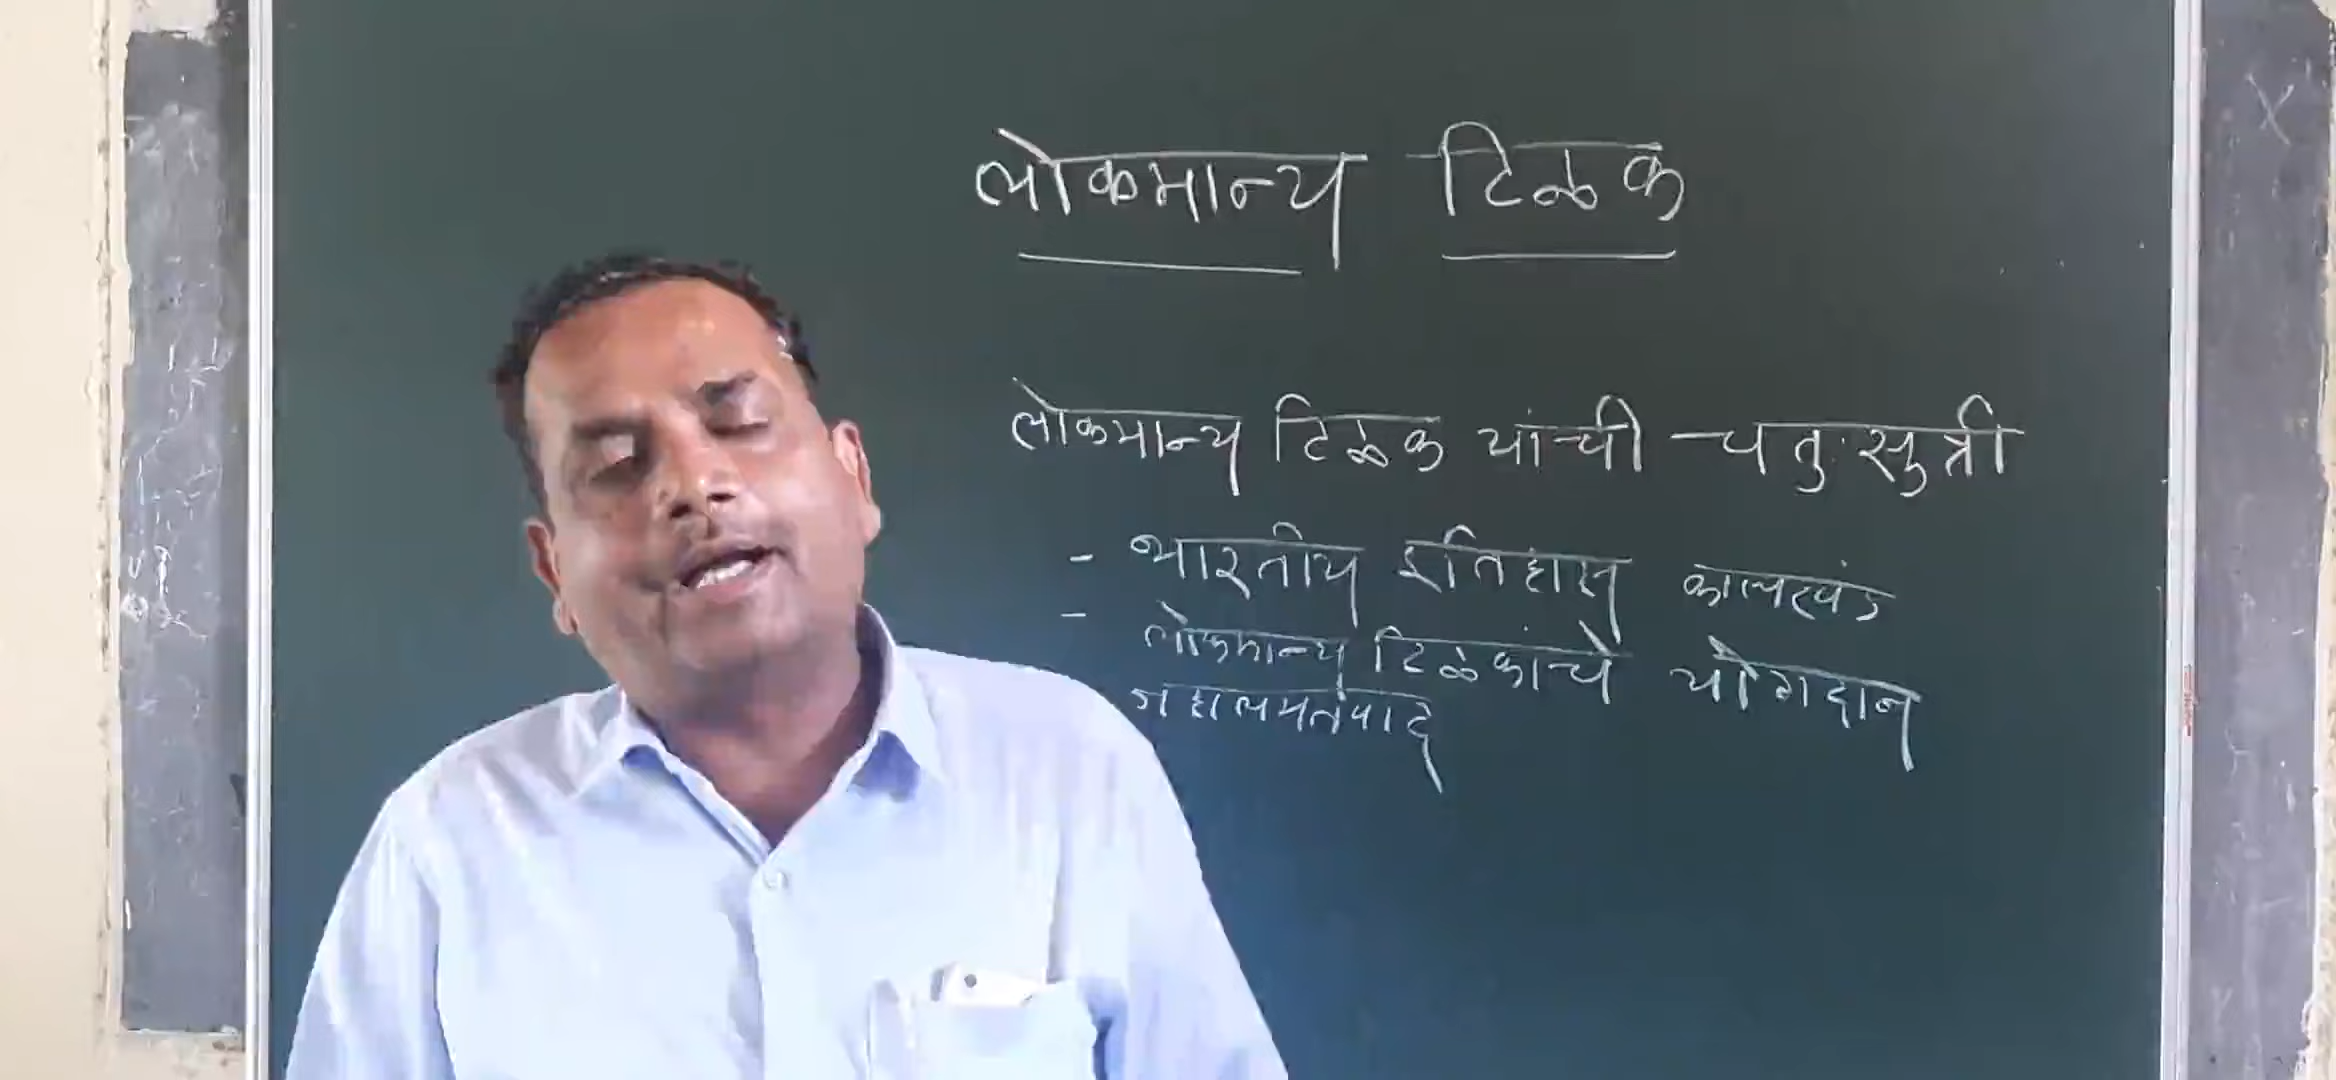 लोकमान्य टिळक
लोकमान्य टिळक यांची चतुःसुत्री
- भारतीय इतिहास कालखंड
- लोकमान्य टिळकांचे योगदान
जहालमतवाद
X